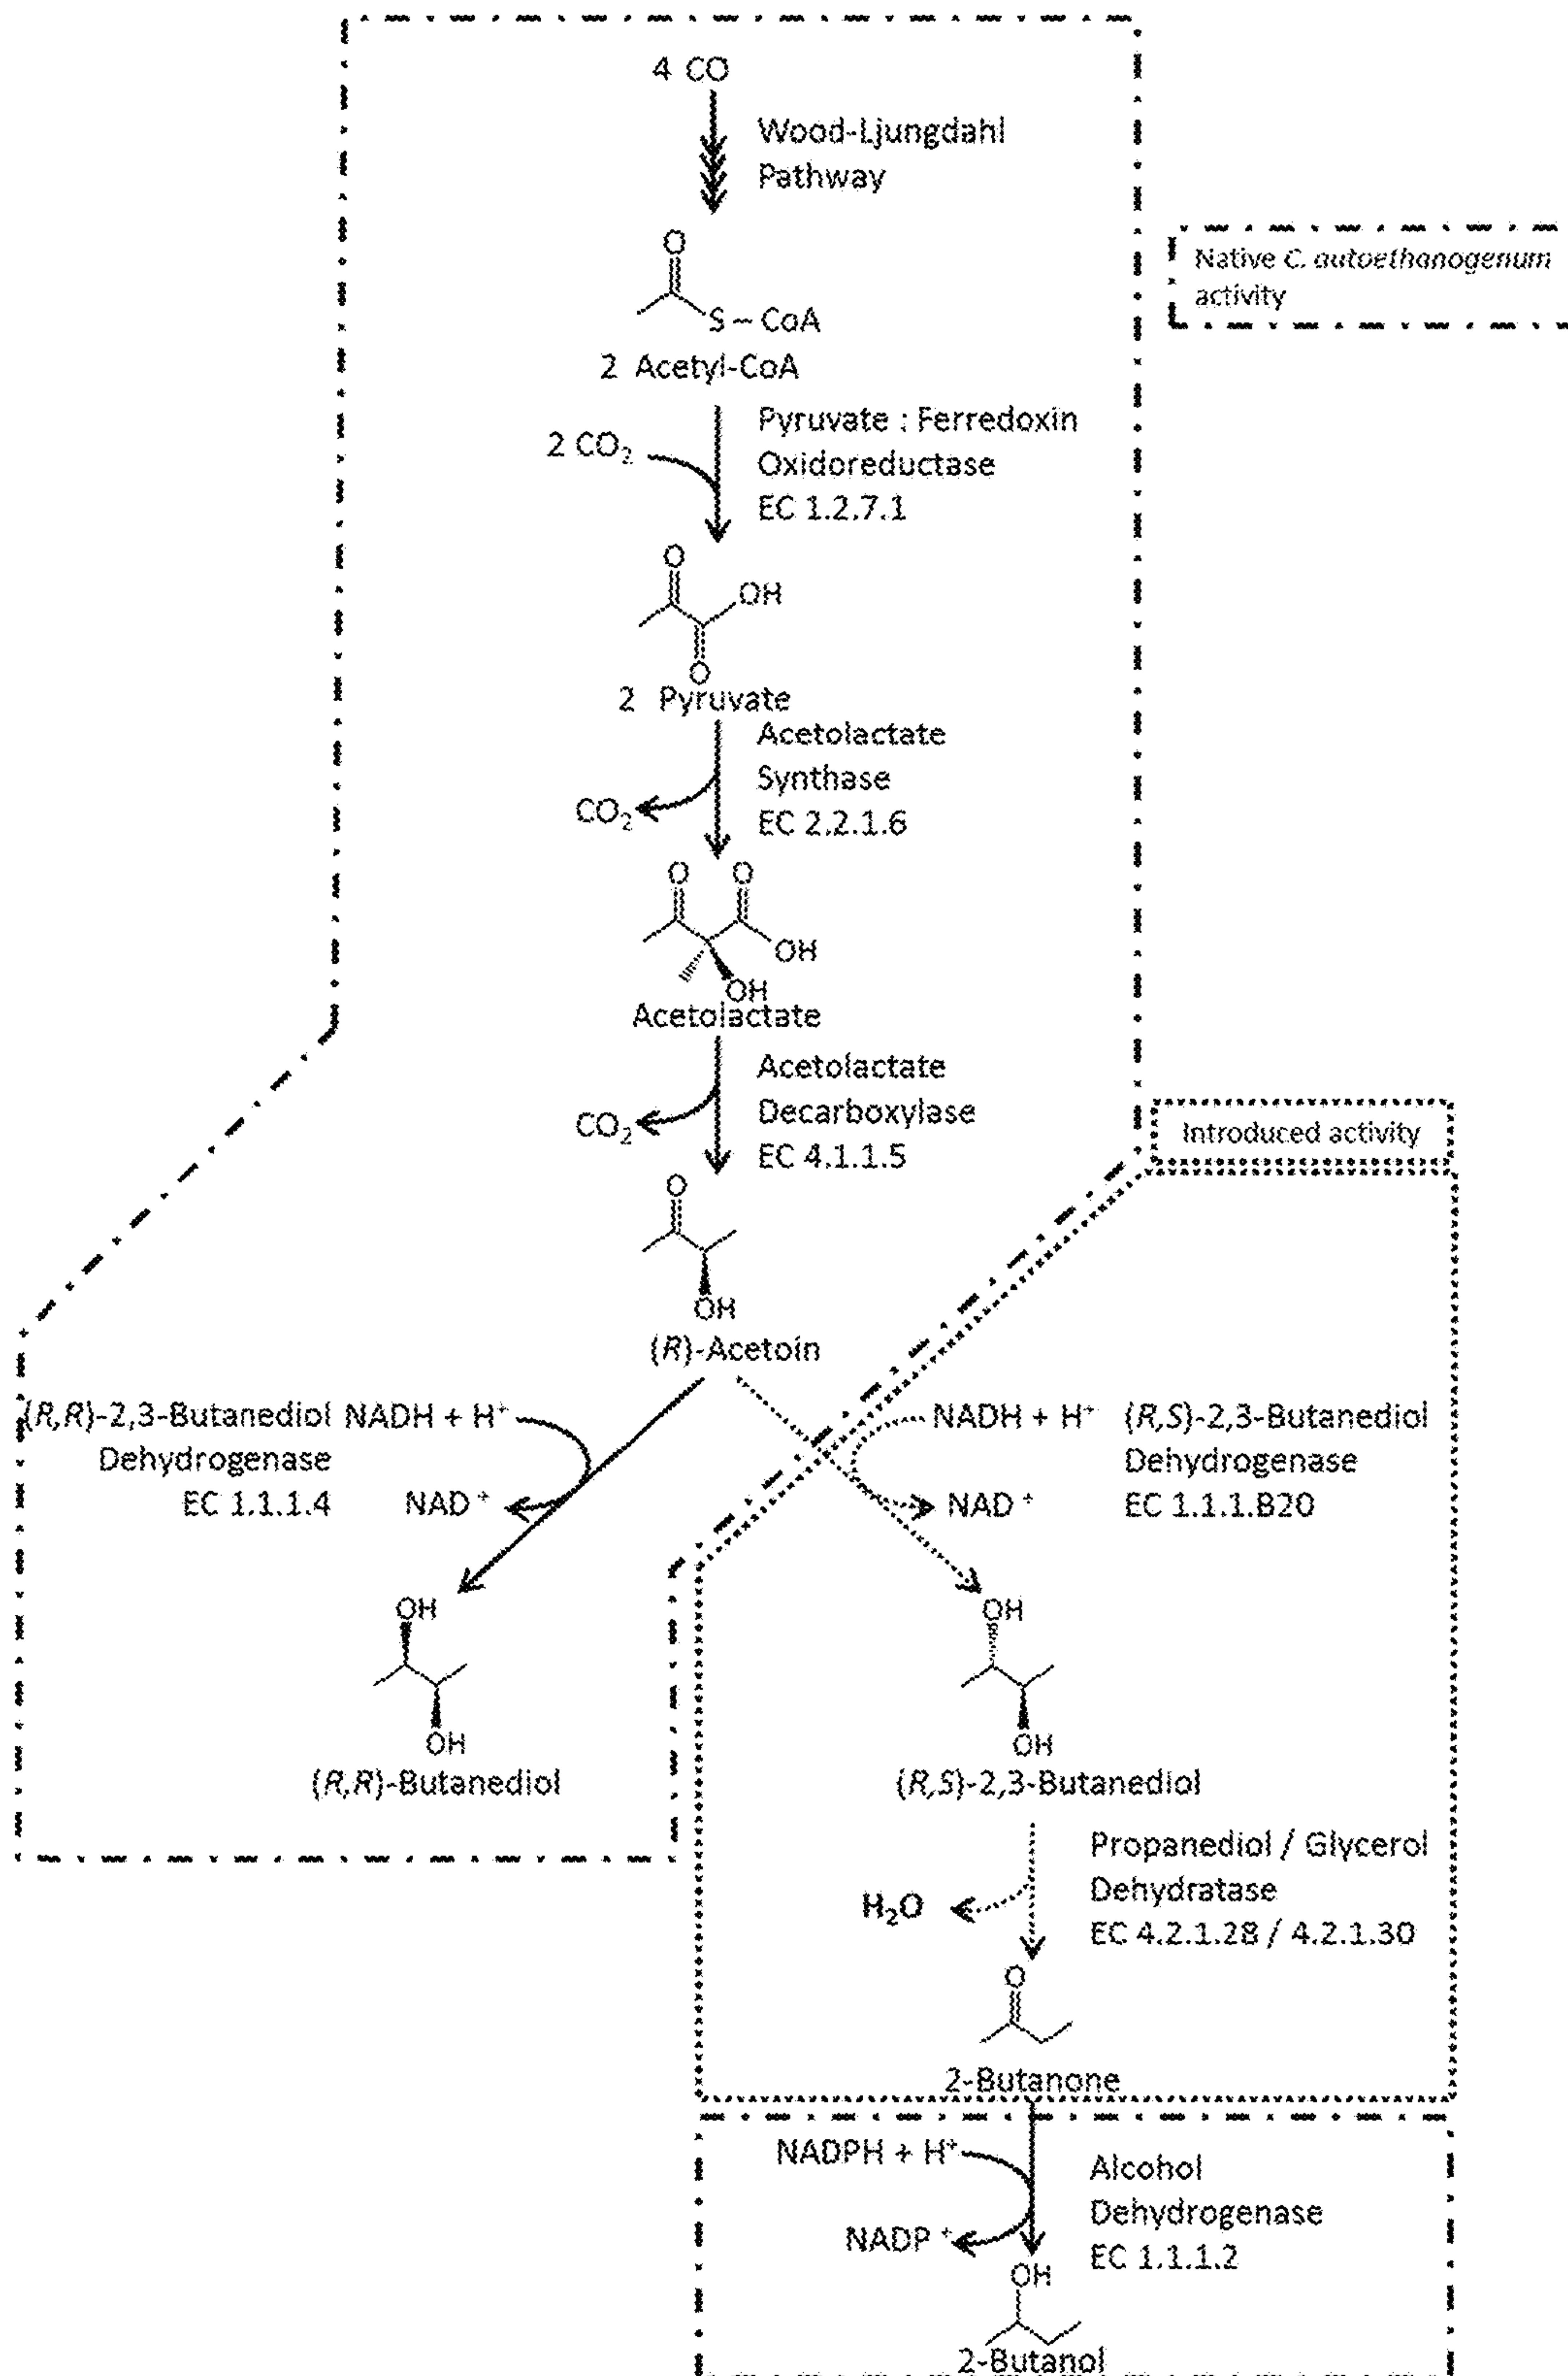 4 CO
Wood-Ljungdahl
Pathway
Native C. autoethanogenum
activity
O
S – CoA
2 Acetyl-CoA
Pyruvate : Ferredoxin
2 CO₂
Oxidoreductase
EC 1.2.7.1
O
OH
O
2 Pyruvate
Acetolactate
Synthase
CO₂
EC 2.2.1.6
O O
OH
OH
Acetolactate
Acetolactate
Decarboxylase
CO₂
EC 4.1.1.5
Introduced activity
O
OH
(R)-Acetoin
(R,R)-2,3-Butanediol NADH + H⁺
Dehydrogenase
EC 1.1.1.4
NAD⁺
NADH + H⁺ (R,S)-2,3-Butanediol
Dehydrogenase
NAD⁺ EC 1.1.1.B20
OH
OH
(R,R)-Butanediol
OH
OH
(R,S)-2,3-Butanediol
Propanediol / Glycerol
Dehydratase
H₂O
EC 4.2.1.28 / 4.2.1.30
O
2-Butanone
NADPH + H⁺
Alcohol
Dehydrogenase
NADP⁺
EC 1.1.1.2
OH
2-Butanol